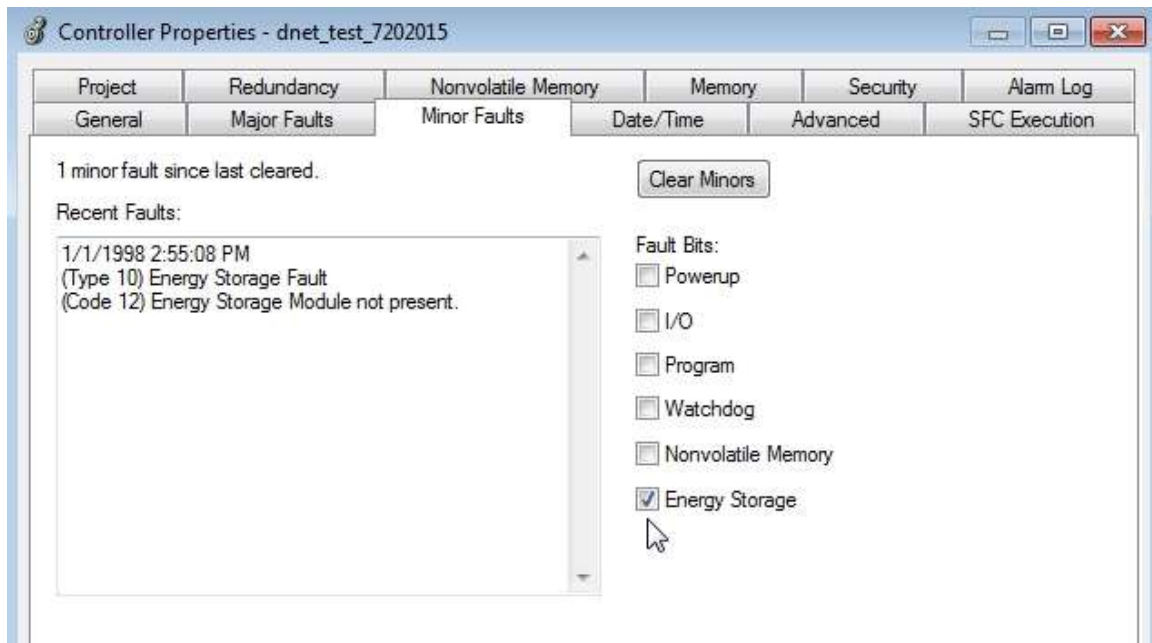 Controller Properties - dnet_test_7202015
Project Redundancy Nonvolatile Memory Memory Security Alarm Log
General Major Faults Minor Faults Date/Time Advanced SFC Execution
1 minor fault since last cleared.
Clear Minors
Recent Faults:
1/1/1998 2:55:08 PM
(Type 10) Energy Storage Fault
(Code 12) Energy Storage Module not present.
Fault Bits:
Powerup
I/O
Program
Watchdog
Nonvolatile Memory
Energy Storage